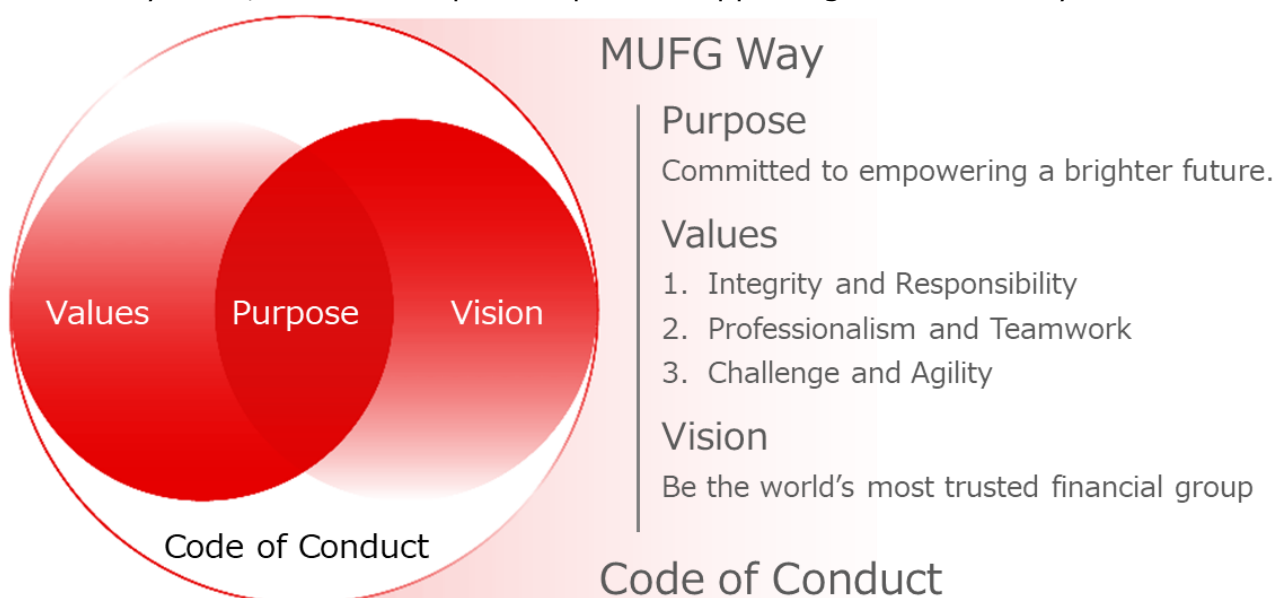 MUFG Way
Purpose
Committed to empowering a brighter future.
Values
1. Integrity and Responsibility
2. Professionalism and Teamwork
3. Challenge and Agility
Vision
Be the world’s most trusted financial group
Code of Conduct
Values
Purpose
Vision
Code of Conduct